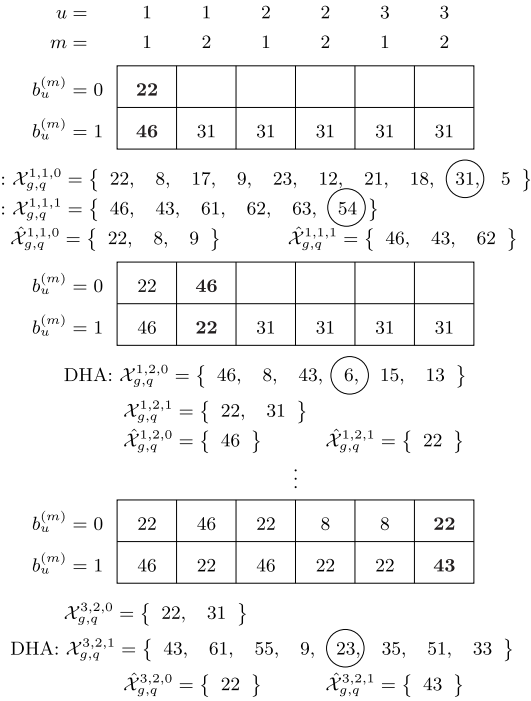 u = 1 1 2 2 3 3
m = 1 2 1 2 1 2
b_u^{(m)} = 0 22
b_u^{(m)} = 1 46 31 31 31 31 31
: 𝒳_{g,q}^{1,1,0} = { 22, 8, 17, 9, 23, 12, 21, 18, 31, 5
: 𝒳_{g,q}^{1,1,1} = { 46, 43, 61, 62, 63, 54 }
𝒳̂_{g,q}^{1,1,0} = { 22, 8, 9 } 𝒳̂_{g,q}^{1,1,1} = { 46, 43, 62 }
b_u^{(m)} = 0 22 46
b_u^{(m)} = 1 46 22 31 31 31 31
DHA: 𝒳_{g,q}^{1,2,0} = { 46, 8, 43, 6, 15, 13 }
𝒳_{g,q}^{1,2,1} = { 22, 31 }
𝒳̂_{g,q}^{1,2,0} = { 46 } 𝒳̂_{g,q}^{1,2,1} = { 22 }
⋮
b_u^{(m)} = 0 22 46 22 8 8 22
b_u^{(m)} = 1 46 22 46 22 22 43
𝒳_{g,q}^{3,2,0} = { 22, 31 }
DHA: 𝒳_{g,q}^{3,2,1} = { 43, 61, 55, 9, 23, 35, 51, 33 }
𝒳̂_{g,q}^{3,2,0} = { 22 } 𝒳̂_{g,q}^{3,2,1} = { 43 }